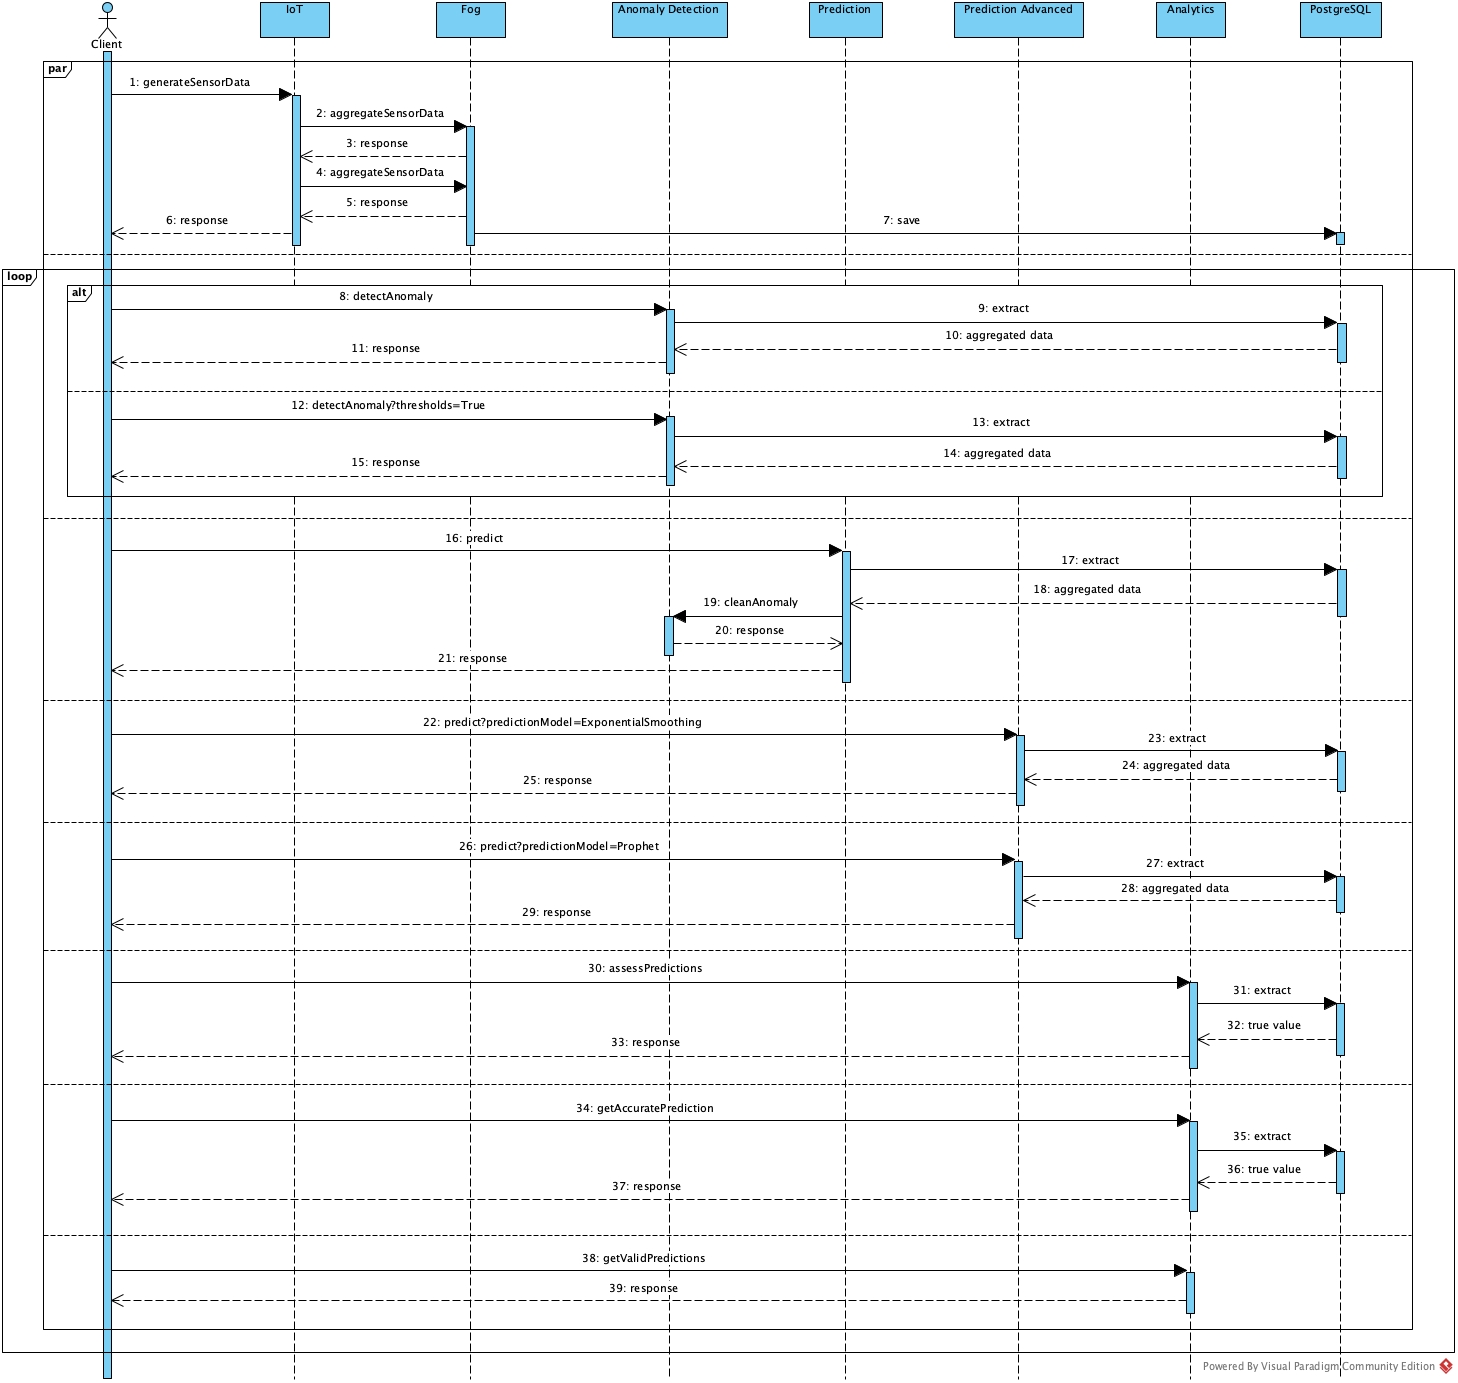 IoT
Fog
Anomaly Detection
Prediction
Prediction Advanced
Analytics
PostgreSQL
Client
par
1: generateSensorData
2: aggregateSensorData
3: response
4: aggregateSensorData
5: response
6: response
7: save
loop
alt
8: detectAnomaly
9: extract
10: aggregated data
11: response
12: detectAnomaly?thresholds=True
13: extract
14: aggregated data
15: response
16: predict
17: extract
18: aggregated data
19: cleanAnomaly
20: response
21: response
22: predict?predictionModel=ExponentialSmoothing
23: extract
24: aggregated data
25: response
26: predict?predictionModel=Prophet
27: extract
28: aggregated data
29: response
30: assessPredictions
31: extract
32: true value
33: response
34: getAccuratePrediction
35: extract
36: true value
37: response
38: getValidPredictions
39: response
Powered By Visual Paradigm Community Edition